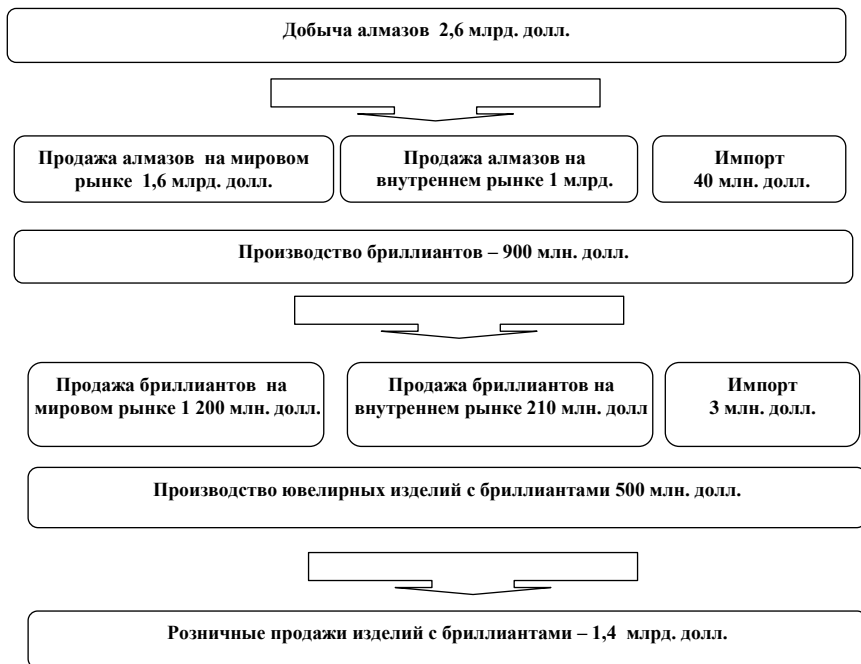 Добыча алмазов 2,6 млрд. долл.
Продажа алмазов на мировом
рынке 1,6 млрд. долл.
Продажа алмазов на
внутреннем рынке 1 млрд.
Импорт
40 млн. долл.
Производство бриллиантов – 900 млн. долл.
Продажа бриллиантов на
мировом рынке 1 200 млн. долл.
Продажа бриллиантов на
внутреннем рынке 210 млн. долл
Импорт
3 млн. долл.
Производство ювелирных изделий с бриллиантами 500 млн. долл.
Розничные продажи изделий с бриллиантами – 1,4 млрд. долл.